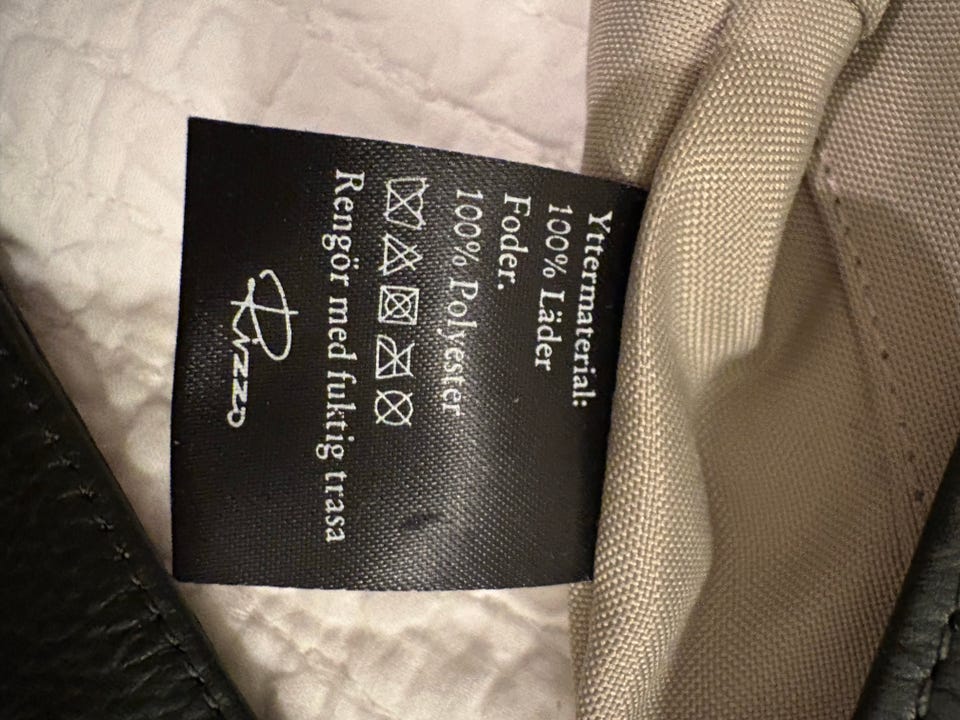 Yttermaterial:
100% Läder
Foder.
100% Polyester
Rengör med fuktig trasa
Rizzo